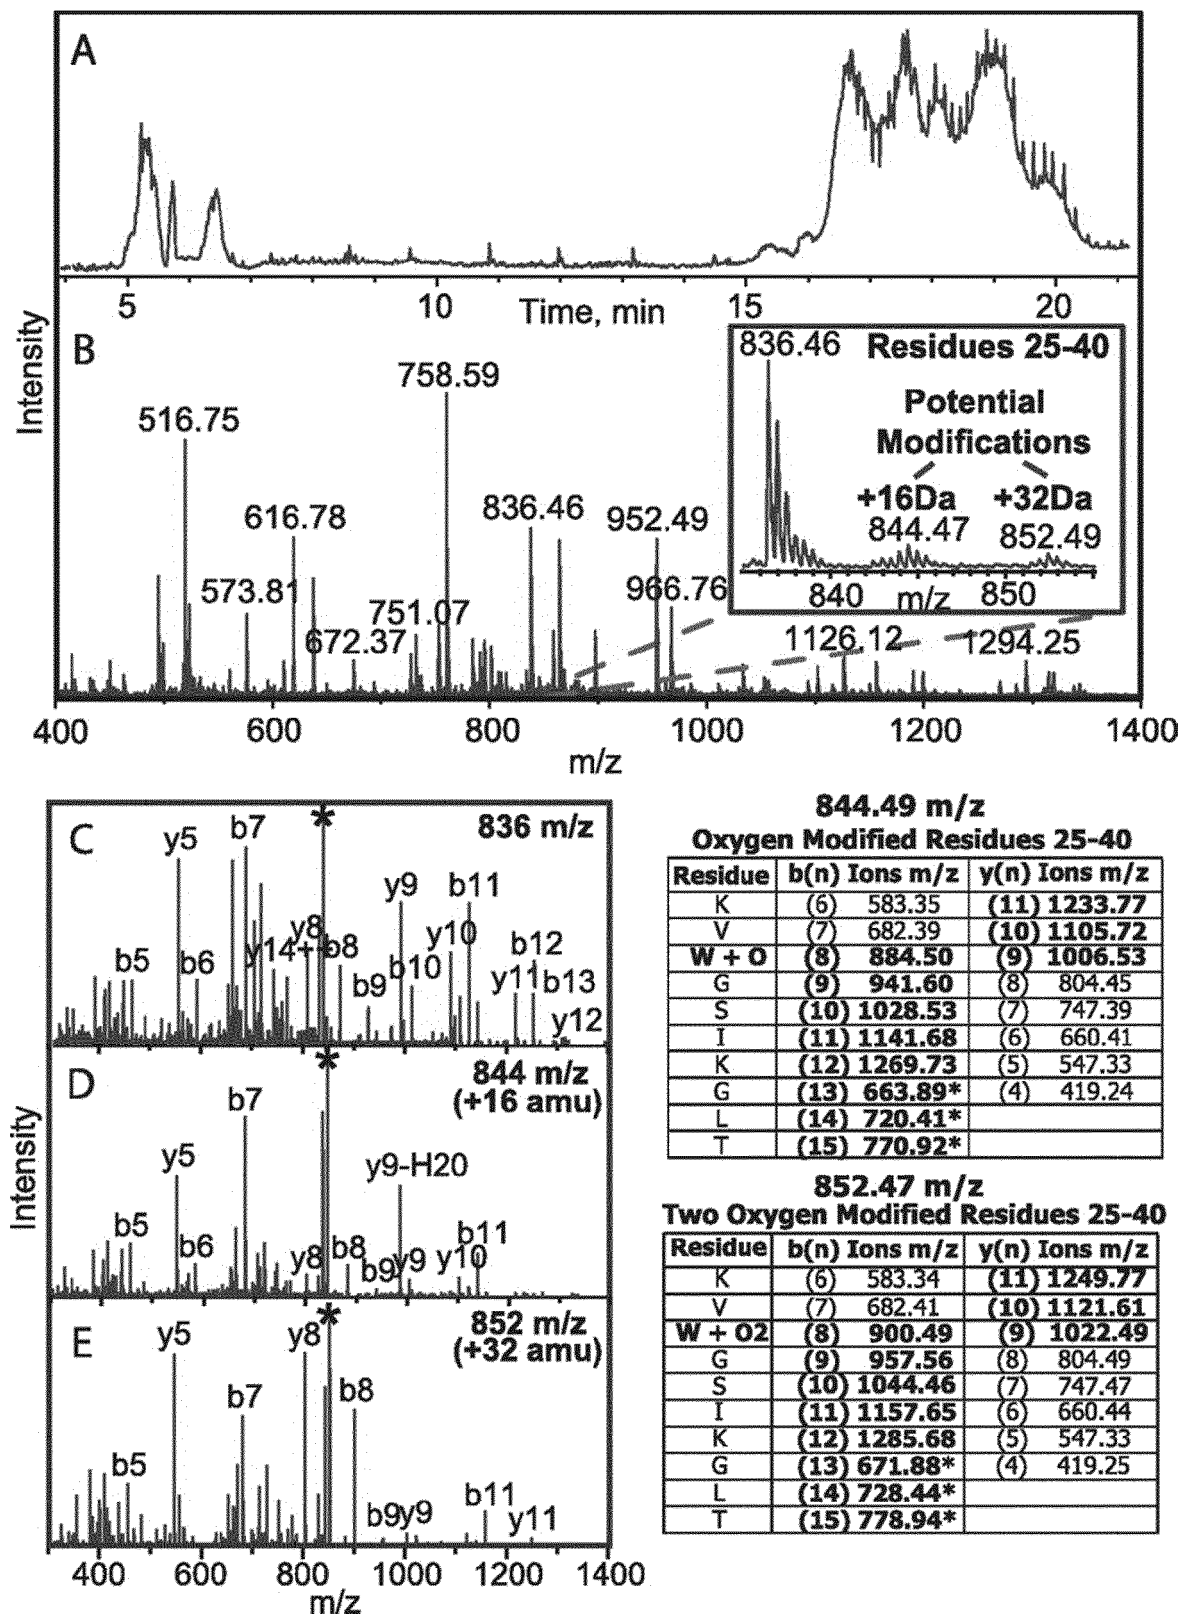 A
5 10 15 20
Time, min
Intensity
B
516.75
573.81
616.78
672.37
751.07
758.59
836.46
952.49
966.76
1126.12
1294.25
836.46 Residues 25-40
Potential
Modifications
+16Da +32Da
844.47 852.49
840 m/z 850
400 600 800 1000 1200 1400
m/z
C
836 m/z
*
y5
b7
b5
b6
y14++
y8
b8
b9
y9
b10
y10
b11
y11
b12
b13
y12
D
844 m/z
(+16 amu)
*
y5
b7
b5
b6
y8
b8
b9
y9-H20
y9
y10
b11
Intensity
E
852 m/z
(+32 amu)
*
b5
y5
b7
y8
b8
b9
y9
b11
y11
400 600 800 1000 1200 1400
m/z
844.49 m/z
Oxygen Modified Residues 25-40
Residue b(n) Ions m/z y(n) Ions m/z
K (6) 583.35 (11) 1233.77
V (7) 682.39 (10) 1105.72
W + O (8) 884.50 (9) 1006.53
G (9) 941.60 (8) 804.45
S (10) 1028.53 (7) 747.39
I (11) 1141.68 (6) 660.41
K (12) 1269.73 (5) 547.33
G (13) 663.89* (4) 419.24
L (14) 720.41*
T (15) 770.92*
852.47 m/z
Two Oxygen Modified Residues 25-40
Residue b(n) Ions m/z y(n) Ions m/z
K (6) 583.34 (11) 1249.77
V (7) 682.41 (10) 1121.61
W + O2 (8) 900.49 (9) 1022.49
G (9) 957.56 (8) 804.49
S (10) 1044.46 (7) 747.47
I (11) 1157.65 (6) 660.44
K (12) 1285.68 (5) 547.33
G (13) 671.88* (4) 419.25
L (14) 728.44*
T (15) 778.94*